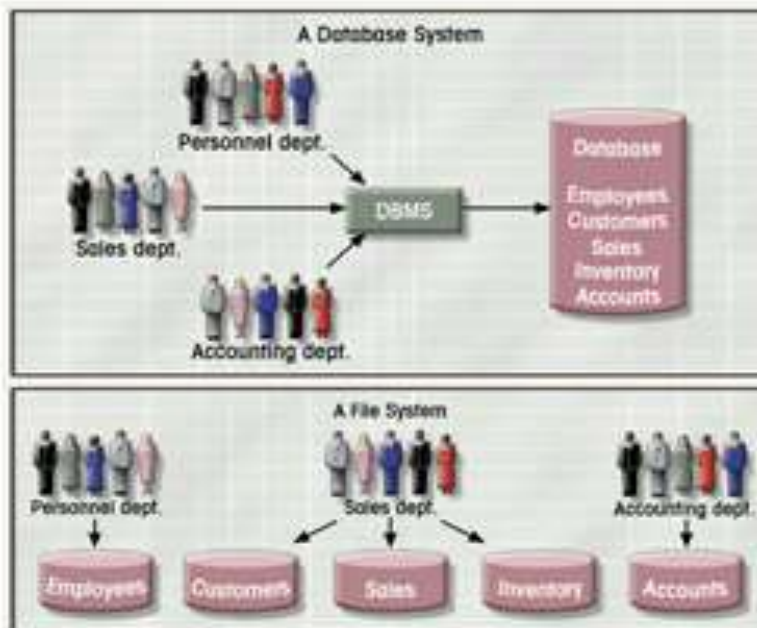 A Database System
Personnel dept.
Sales dept.
Accounting dept.
DBMS
Database
Employees
Customers
Sales
Inventory
Accounts
A File System
Personnel dept.
Sales dept.
Accounting dept.
Employees
Customers
Sales
Inventory
Accounts